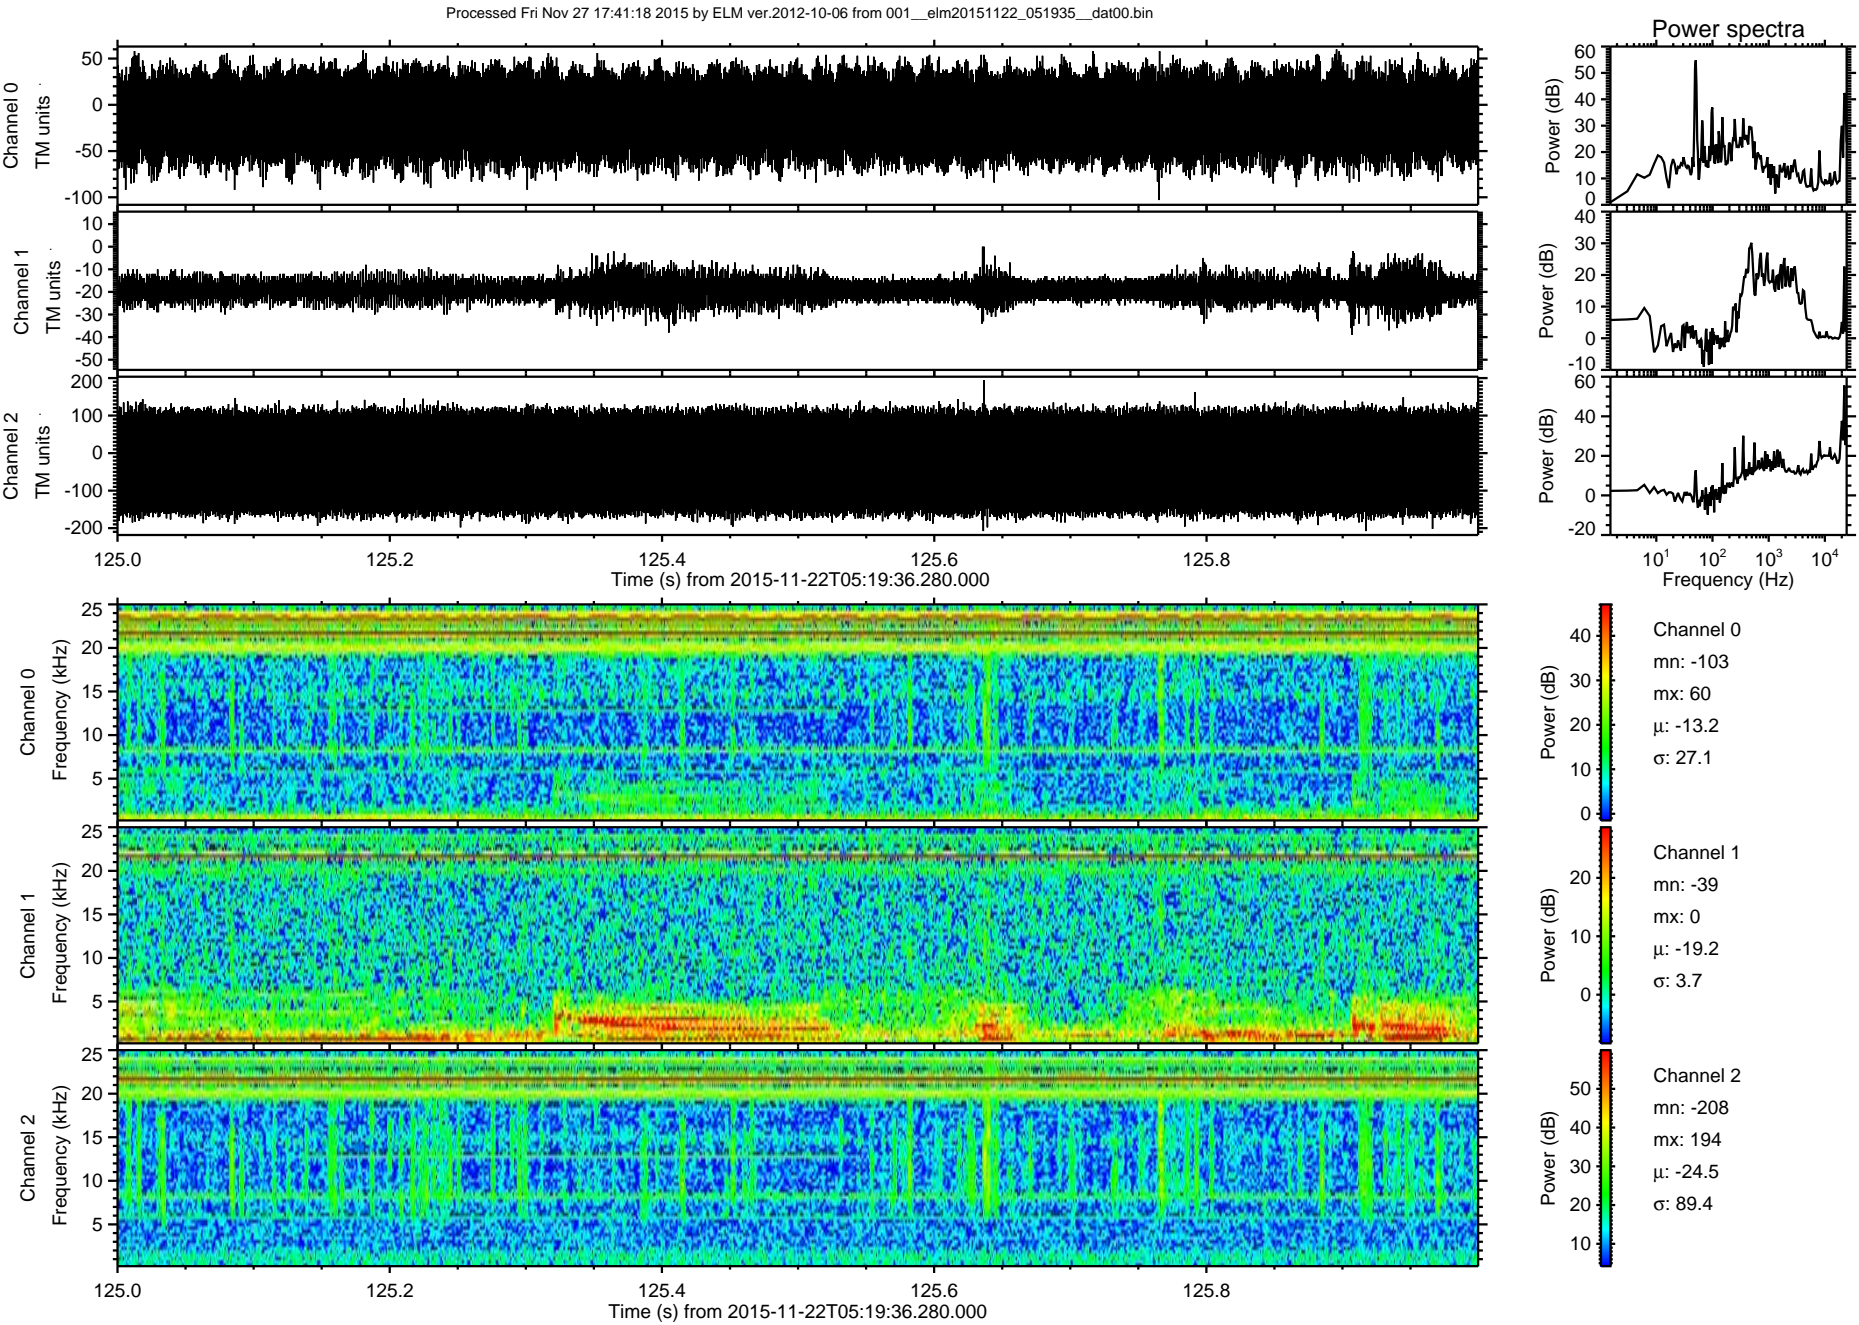 Processed Fri Nov 27 17:41:18 2015 by ELM ver.2012-10-06 from 001__elm20151122_051935__dat00.bin
Power spectra
Channel 0
TM units
50
0
-50
-100
Power (dB)
60
50
40
30
20
10
0
Channel 1
TM units
10
0
-10
-20
-30
-40
-50
Power (dB)
40
30
20
10
0
-10
Channel 2
TM units
200
100
0
-100
-200
Power (dB)
60
40
20
0
-20
125.0 125.2 125.4 125.6 125.8
Time (s) from 2015-11-22T05:19:36.280.000
10¹ 10² 10³ 10⁴
Frequency (Hz)
Channel 0
Frequency (kHz)
25
20
15
10
5
Power (dB)
40
30
20
10
0
Channel 0
mn: -103
mx: 60
μ: -13.2
σ: 27.1
Channel 1
Frequency (kHz)
25
20
15
10
5
Power (dB)
20
10
0
Channel 1
mn: -39
mx: 0
μ: -19.2
σ: 3.7
Channel 2
Frequency (kHz)
25
20
15
10
5
Power (dB)
50
40
30
20
10
Channel 2
mn: -208
mx: 194
μ: -24.5
σ: 89.4
125.0 125.2 125.4 125.6 125.8
Time (s) from 2015-11-22T05:19:36.280.000